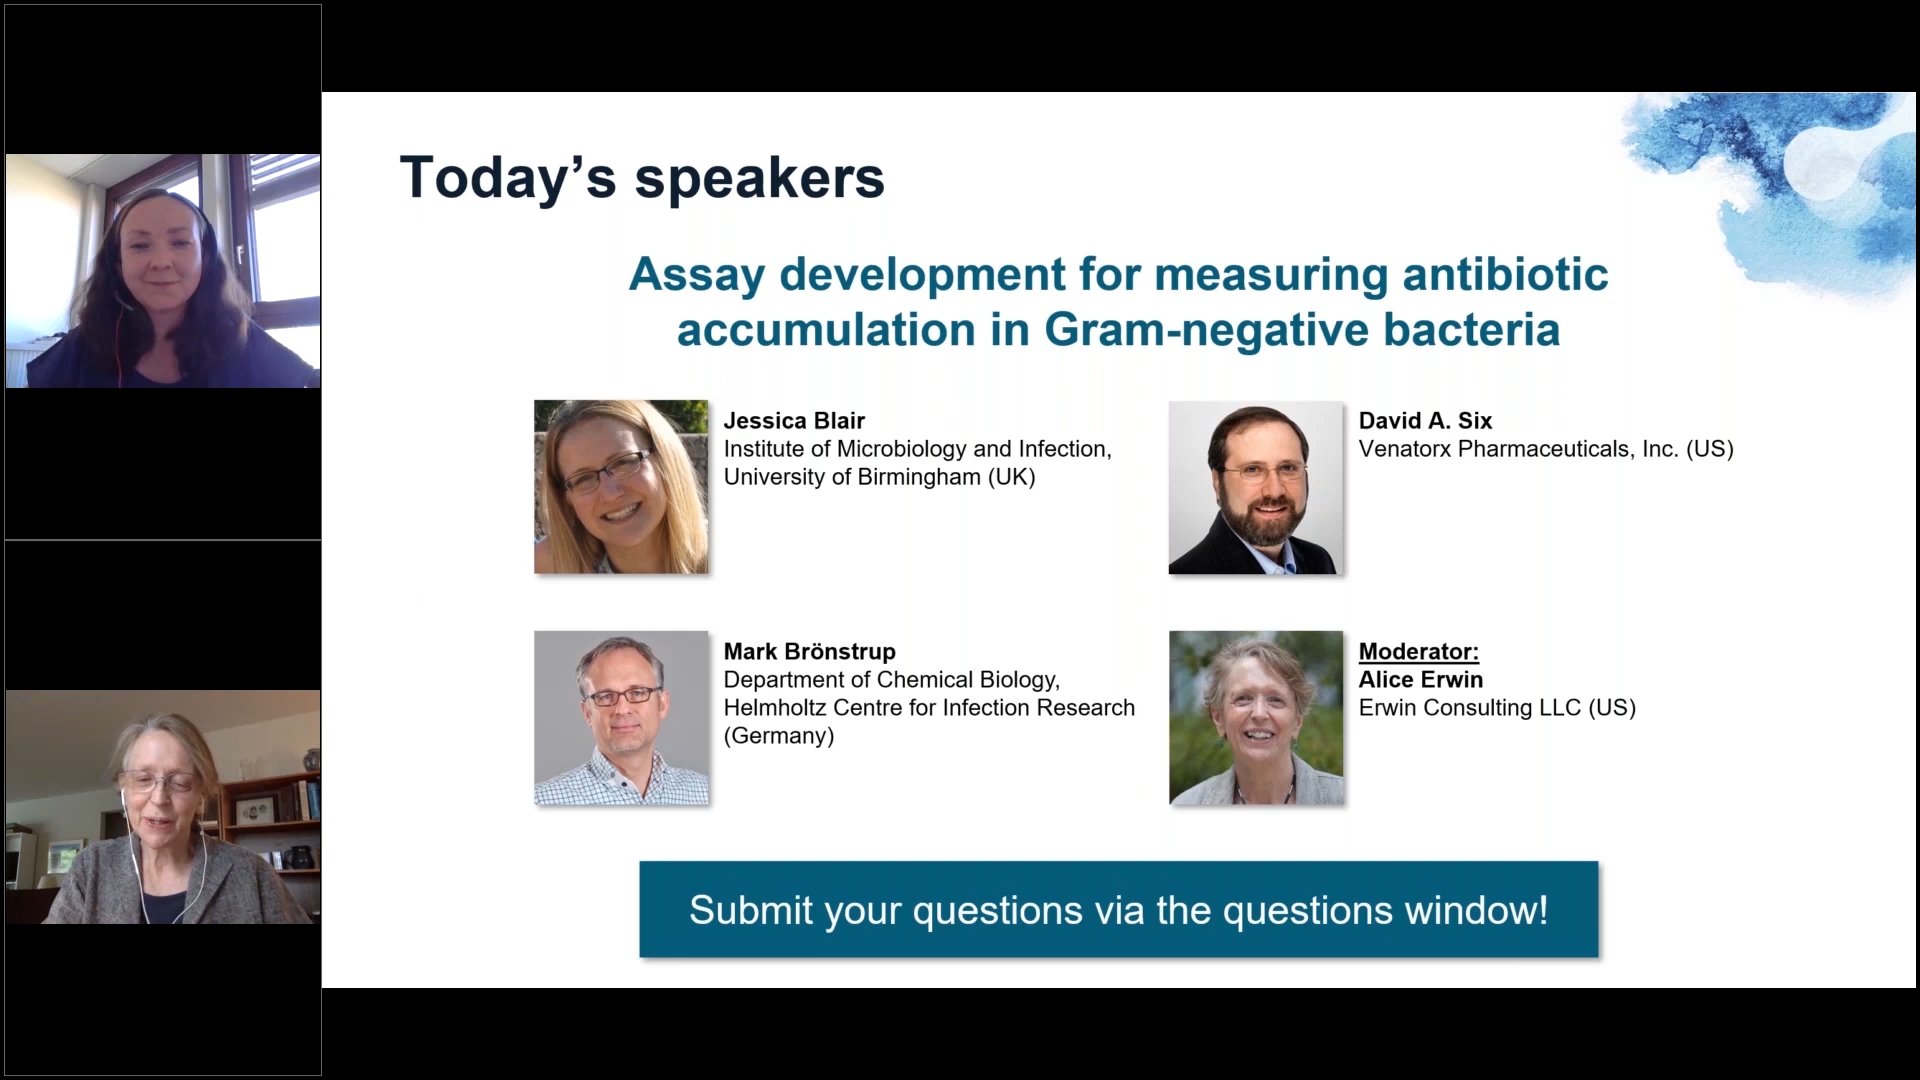 Today’s speakers
Assay development for measuring antibiotic
accumulation in Gram-negative bacteria
Jessica Blair
Institute of Microbiology and Infection,
University of Birmingham (UK)
David A. Six
Venatorx Pharmaceuticals, Inc. (US)
Mark Brönstrup
Department of Chemical Biology,
Helmholtz Centre for Infection Research
(Germany)
Moderator:
Alice Erwin
Erwin Consulting LLC (US)
Submit your questions via the questions window!